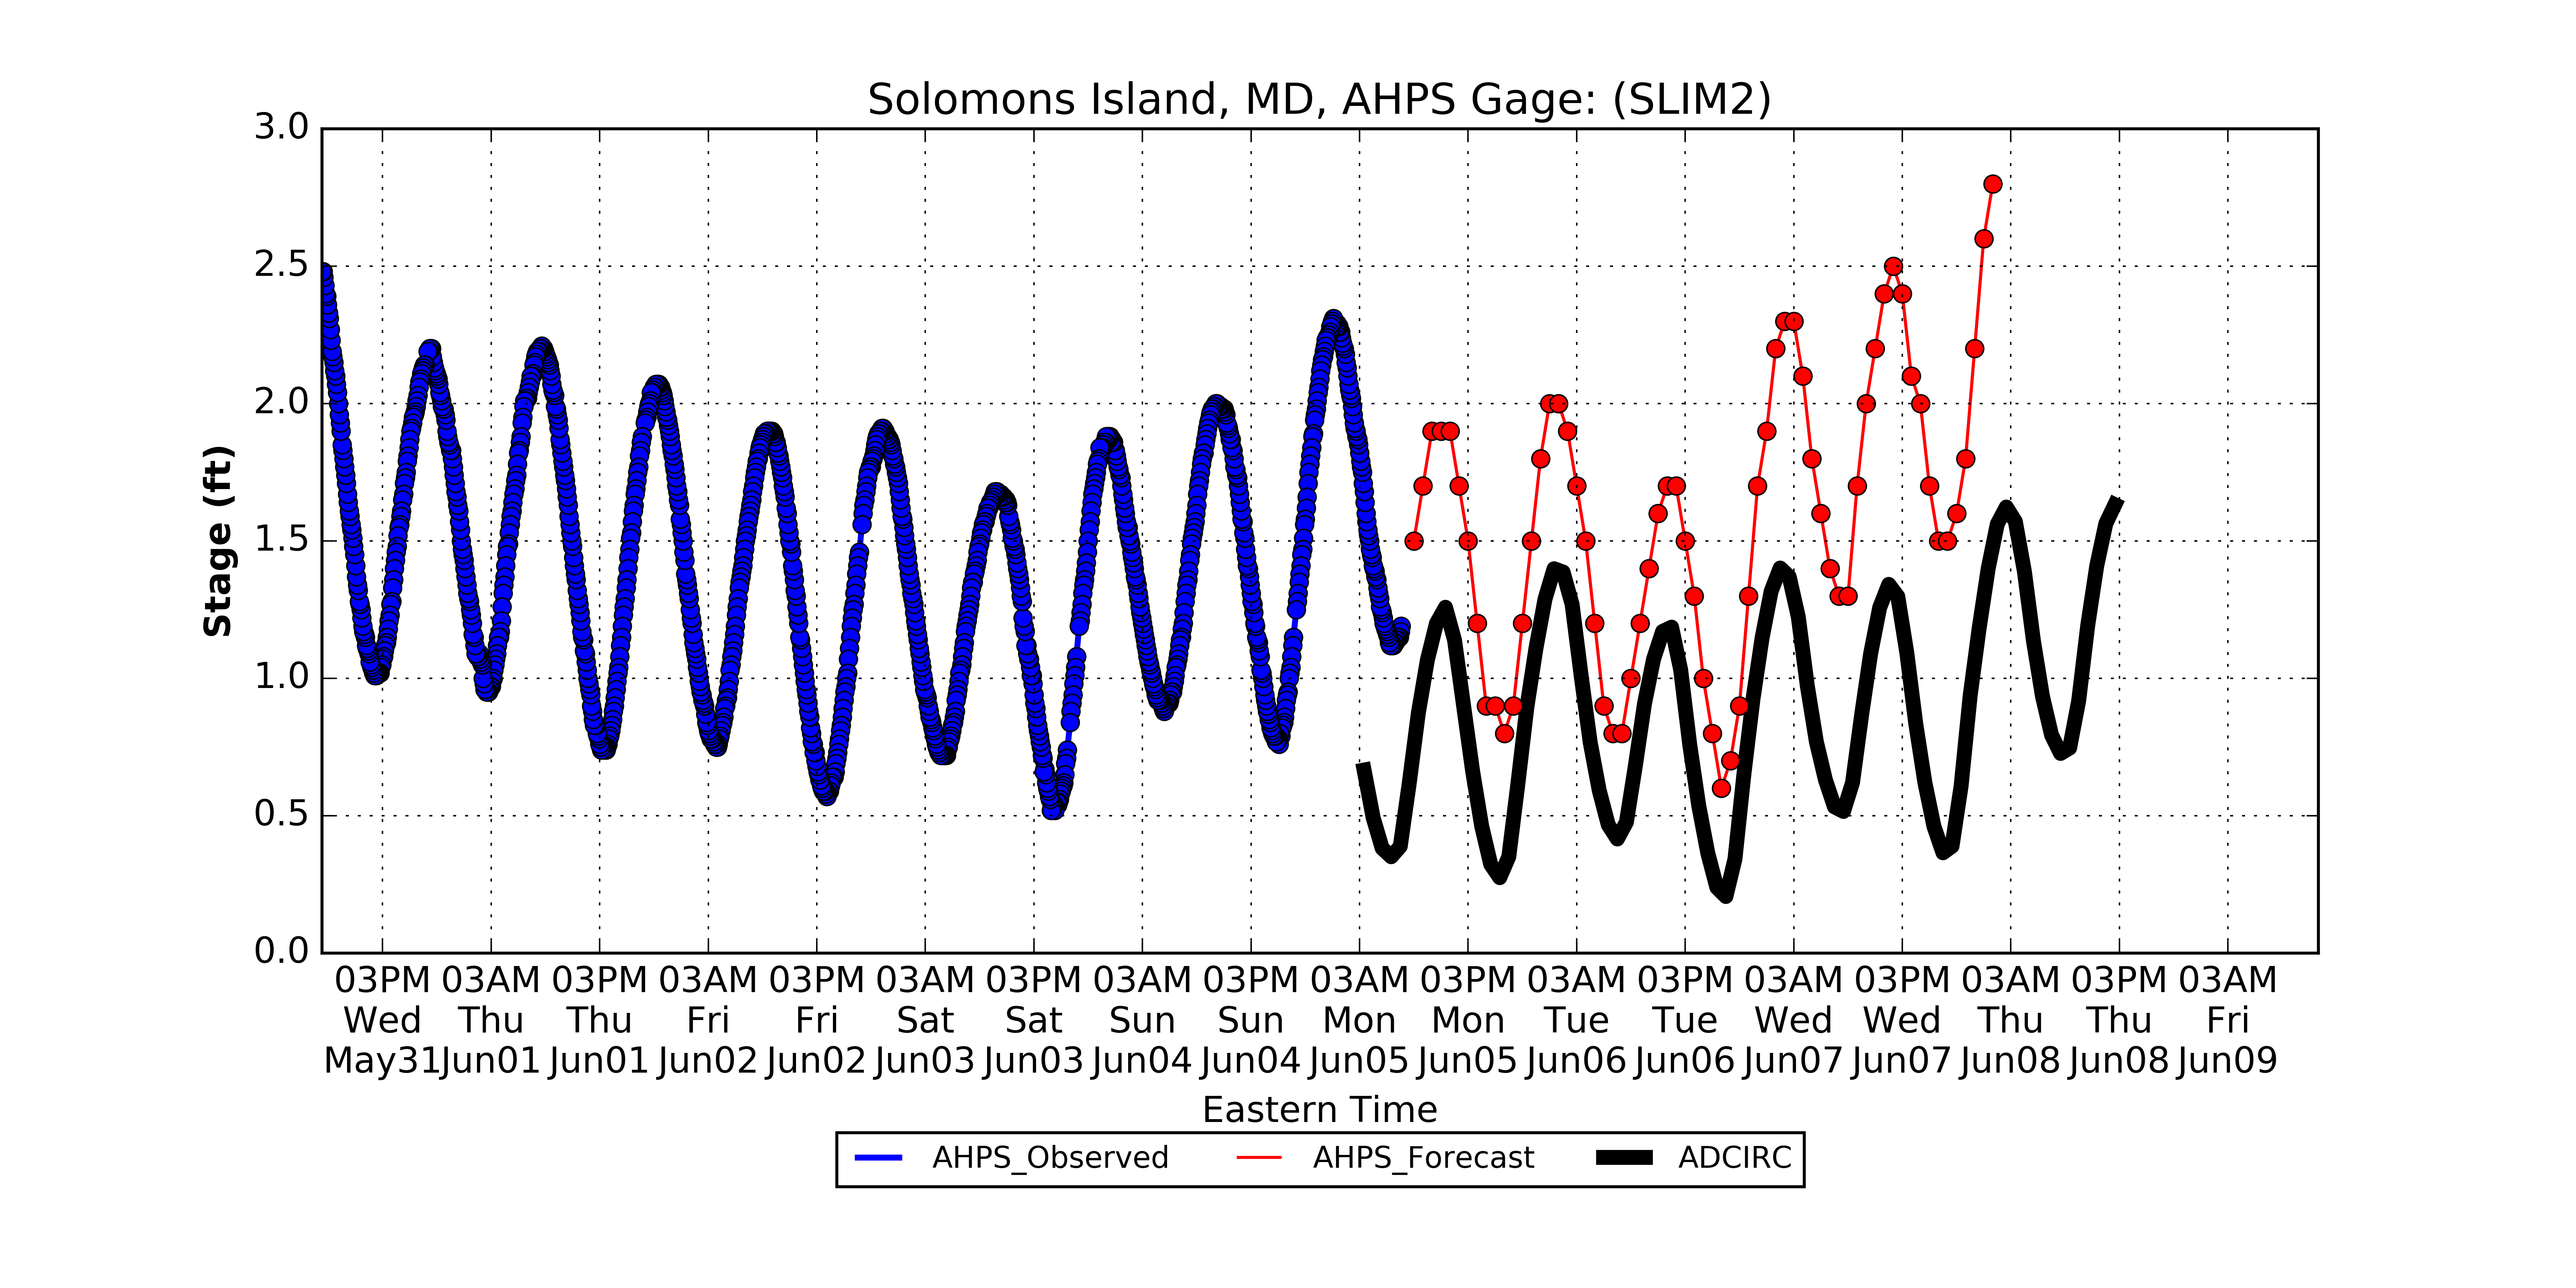 Solomons Island, MD, AHPS Gage: (SLIM2)
3.0
2.5
2.0
1.5
1.0
0.5
0.0
Stage (ft)
03PM 03AM 03PM 03AM 03PM 03AM 03PM 03AM 03PM 03AM 03PM 03AM 03PM 03AM 03PM 03AM 03PM 03AM
Wed Thu Thu Fri Fri Sat Sat Sun Sun Mon Mon Tue Tue Wed Wed Thu Thu Fri
May31 Jun01 Jun01 Jun02 Jun02 Jun03 Jun03 Jun04 Jun04 Jun05 Jun05 Jun06 Jun06 Jun07 Jun07 Jun08 Jun08 Jun09
Eastern Time
AHPS_Observed AHPS_Forecast ADCIRC